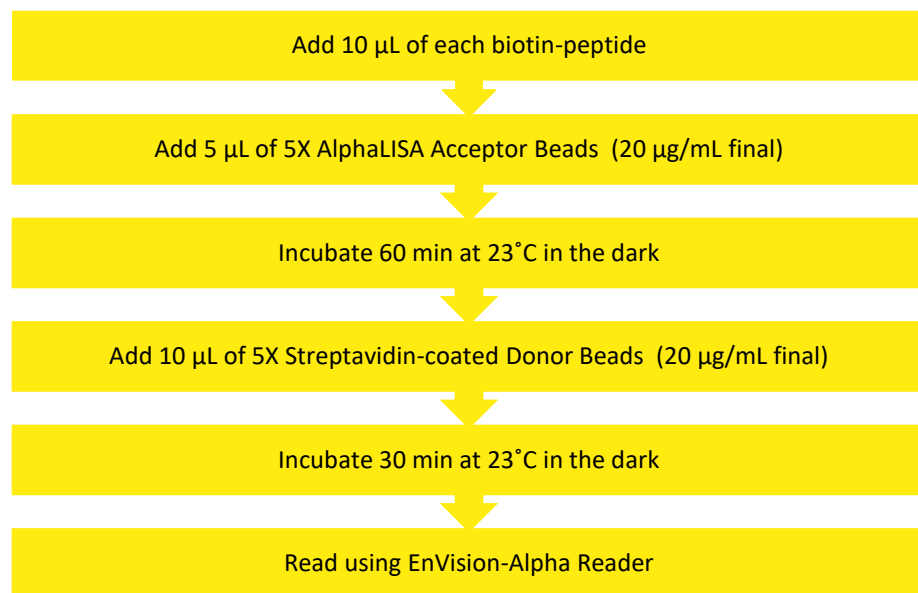 Add 10 µL of each biotin-peptide
Add 5 µL of 5X AlphaLISA Acceptor Beads (20 µg/mL final)
Incubate 60 min at 23˚C in the dark
Add 10 µL of 5X Streptavidin-coated Donor Beads (20 µg/mL final)
Incubate 30 min at 23˚C in the dark
Read using EnVision-Alpha Reader